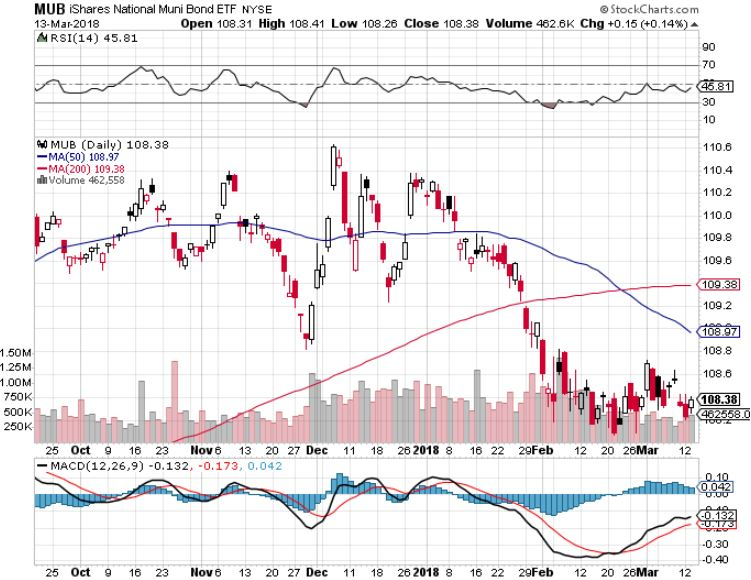 MUB iShares National Muni Bond ETF NYSE © StockCharts.com
13-Mar-2018 Open 108.31 High 108.41 Low 108.26 Close 108.38 Volume 462.6K Chg +0.15 (+0.14%)
RSI(14) 45.81
90
70
45.81
30
10
MUB (Daily) 108.38
MA(50) 108.97
MA(200) 109.38
Volume 462,558
110.6
110.4
110.2
110.0
109.8
109.6
109.38
109.2
108.97
108.8
108.6
108.38
462558.0
1.50M
1.25M
1.00M
750K
500K
250K
25 Oct 9 16 23 Nov 6 13 20 27 Dec 11 18 26 2018 8 16 22 Feb 12 20 26 Mar 12
MACD(12,26,9) -0.132, -0.173, 0.042
0.10
0.042
0.00
-0.132
-0.173
-0.30
-0.40
25 Oct 9 16 23 Nov 6 13 20 27 Dec 11 18 26 2018 8 16 22 Feb 12 20 26 Mar 12